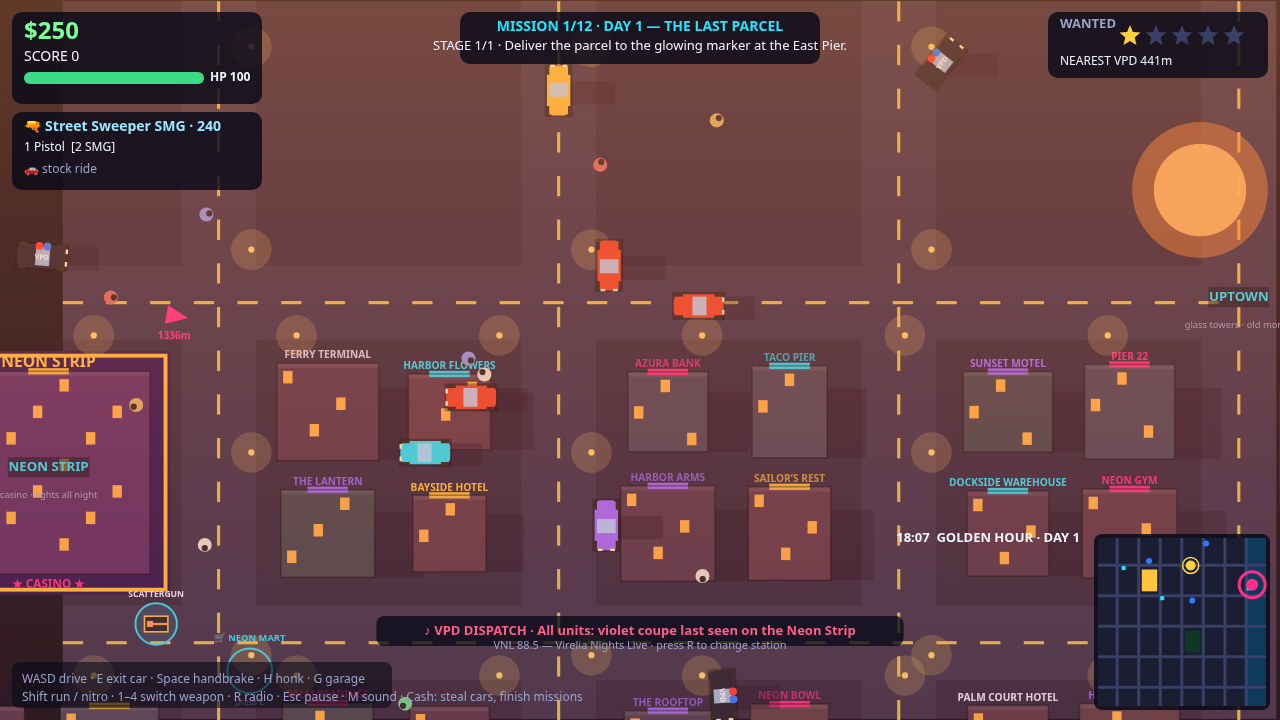 $250
SCORE 0
HP 100
Street Sweeper SMG · 240
1 Pistol [2 SMG]
stock ride
MISSION 1/12 · DAY 1 — THE LAST PARCEL
STAGE 1/1 · Deliver the parcel to the glowing marker at the East Pier.
WANTED
NEAREST VPD 441m
VPD
1336m
UPTOWN
glass towers · old mon
NEON STRIP
FERRY TERMINAL
HARBOR FLOWERS
AZURA BANK
TACO PIER
SUNSET MOTEL
PIER 22
NEON STRIP
casino · lights all night
THE LANTERN
BAYSIDE HOTEL
HARBOR ARMS
SAILOR'S REST
DOCKSIDE WAREHOUSE
NEON GYM
18:07 GOLDEN HOUR · DAY 1
★ CASINO ★
SCATTERGUN
NEON MART
♪ VPD DISPATCH · All units: violet coupe last seen on the Neon Strip
VNL 88.5 — Virelia Nights Live · press R to change station
WASD drive · E exit car · Space handbrake · H honk · G garage
Shift run / nitro · 1–4 switch weapon · R radio · Esc pause · M sound · Cash: steal cars, finish missions
THE ROOFTOP
NEON BOWL
PALM COURT HOTEL